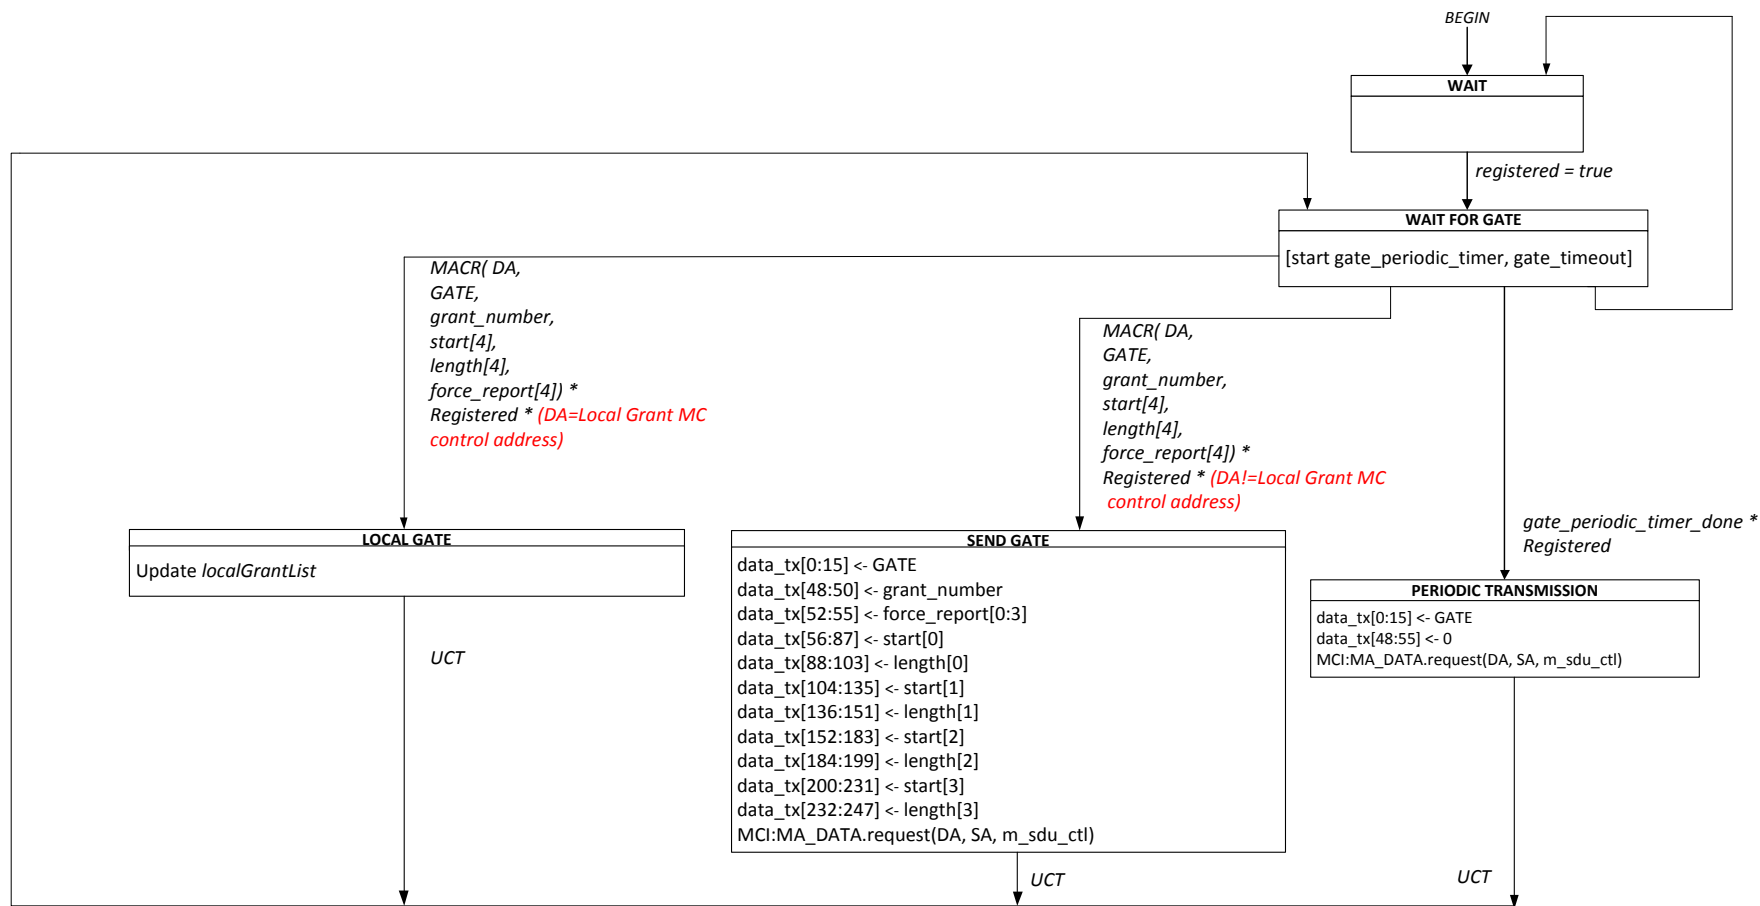 BEGIN
WAIT
registered = true
WAIT FOR GATE
[start gate_periodic_timer, gate_timeout]
MACR( DA,
GATE,
grant_number,
start[4],
length[4],
force_report[4]) *
Registered * (DA=Local Grant MC
control address)
MACR( DA,
GATE,
grant_number,
start[4],
length[4],
force_report[4]) *
Registered * (DA!=Local Grant MC
control address)
gate_periodic_timer_done *
Registered
LOCAL GATE
Update localGrantList
UCT
SEND GATE
data_tx[0:15] <- GATE
data_tx[48:50] <- grant_number
data_tx[52:55] <- force_report[0:3]
data_tx[56:87] <- start[0]
data_tx[88:103] <- length[0]
data_tx[104:135] <- start[1]
data_tx[136:151] <- length[1]
data_tx[152:183] <- start[2]
data_tx[184:199] <- length[2]
data_tx[200:231] <- start[3]
data_tx[232:247] <- length[3]
MCI:MA_DATA.request(DA, SA, m_sdu_ctl)
UCT
PERIODIC TRANSMISSION
data_tx[0:15] <- GATE
data_tx[48:55] <- 0
MCI:MA_DATA.request(DA, SA, m_sdu_ctl)
UCT